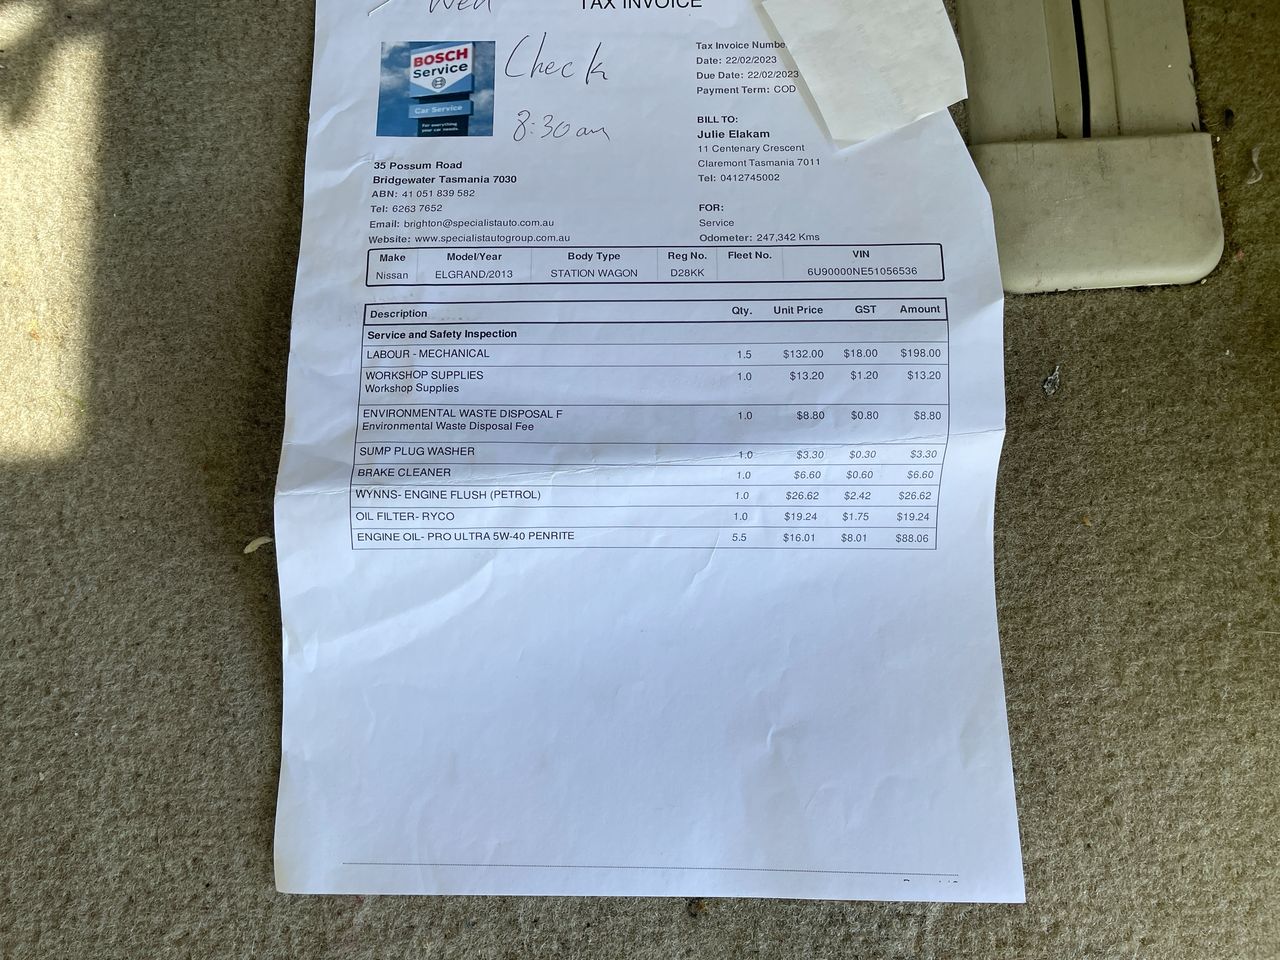 Wed
TAX INVOICE
Check
8:30am
BOSCH
Service
Car Service
For everything
your car needs.
35 Possum Road
Bridgewater Tasmania 7030
ABN: 41 051 839 582
Tel: 6263 7652
Email: brighton@specialistauto.com.au
Website: www.specialistautogroup.com.au
Tax Invoice Numbe
Date: 22/02/2023
Due Date: 22/02/2023
Payment Term: COD
BILL TO:
Julie Elakam
11 Centenary Crescent
Claremont Tasmania 7011
Tel: 0412745002
FOR:
Service
Odometer: 247,342 Kms
Make Model/Year Body Type Reg No. Fleet No. VIN
Nissan ELGRAND/2013 STATION WAGON D28KK 6U90000NE51056536
Description Qty. Unit Price GST Amount
Service and Safety Inspection
LABOUR - MECHANICAL 1.5 $132.00 $18.00 $198.00
WORKSHOP SUPPLIES 1.0 $13.20 $1.20 $13.20
Workshop Supplies
ENVIRONMENTAL WASTE DISPOSAL F 1.0 $8.80 $0.80 $8.80
Environmental Waste Disposal Fee
SUMP PLUG WASHER 1.0 $3.30 $0.30 $3.30
BRAKE CLEANER 1.0 $6.60 $0.60 $6.60
WYNNS- ENGINE FLUSH (PETROL) 1.0 $26.62 $2.42 $26.62
OIL FILTER- RYCO 1.0 $19.24 $1.75 $19.24
ENGINE OIL- PRO ULTRA 5W-40 PENRITE 5.5 $16.01 $8.01 $88.06